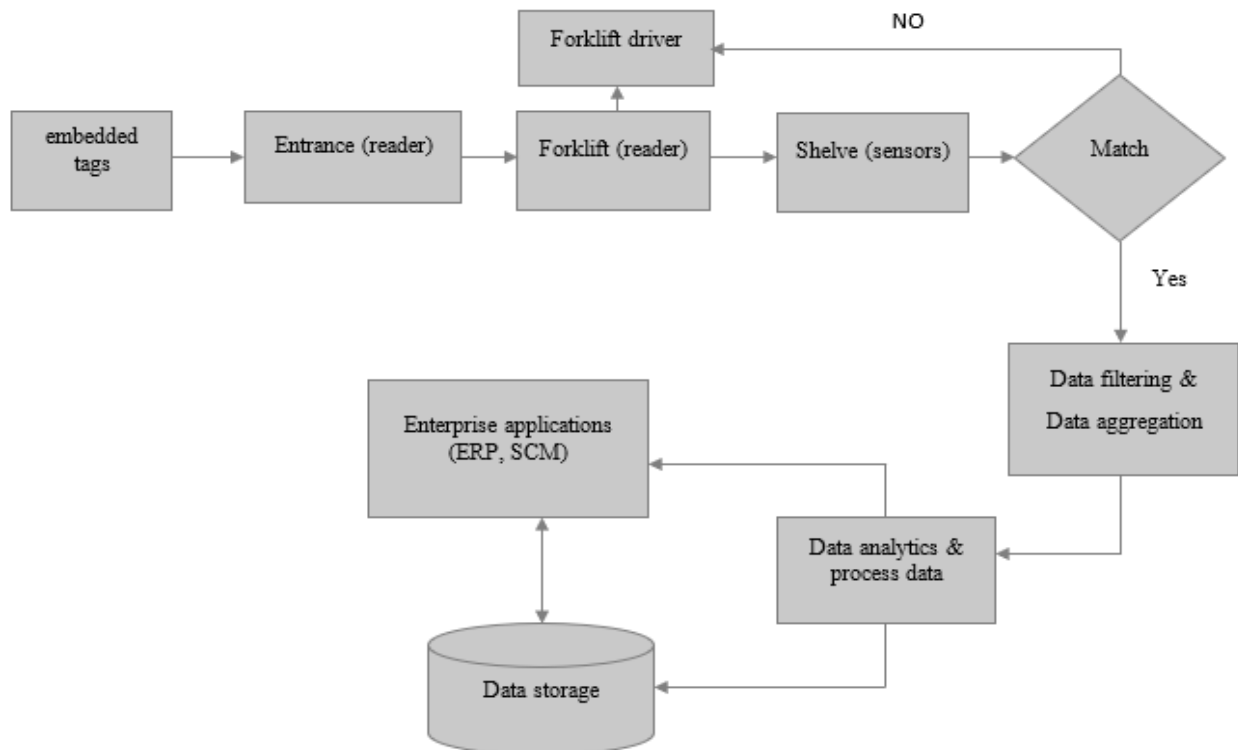 NO
Forklift driver
embedded
tags
Entrance (reader)
Forklift (reader)
Shelve (sensors)
Match
Yes
Data filtering &
Data aggregation
Enterprise applications
(ERP, SCM)
Data analytics &
process data
Data storage